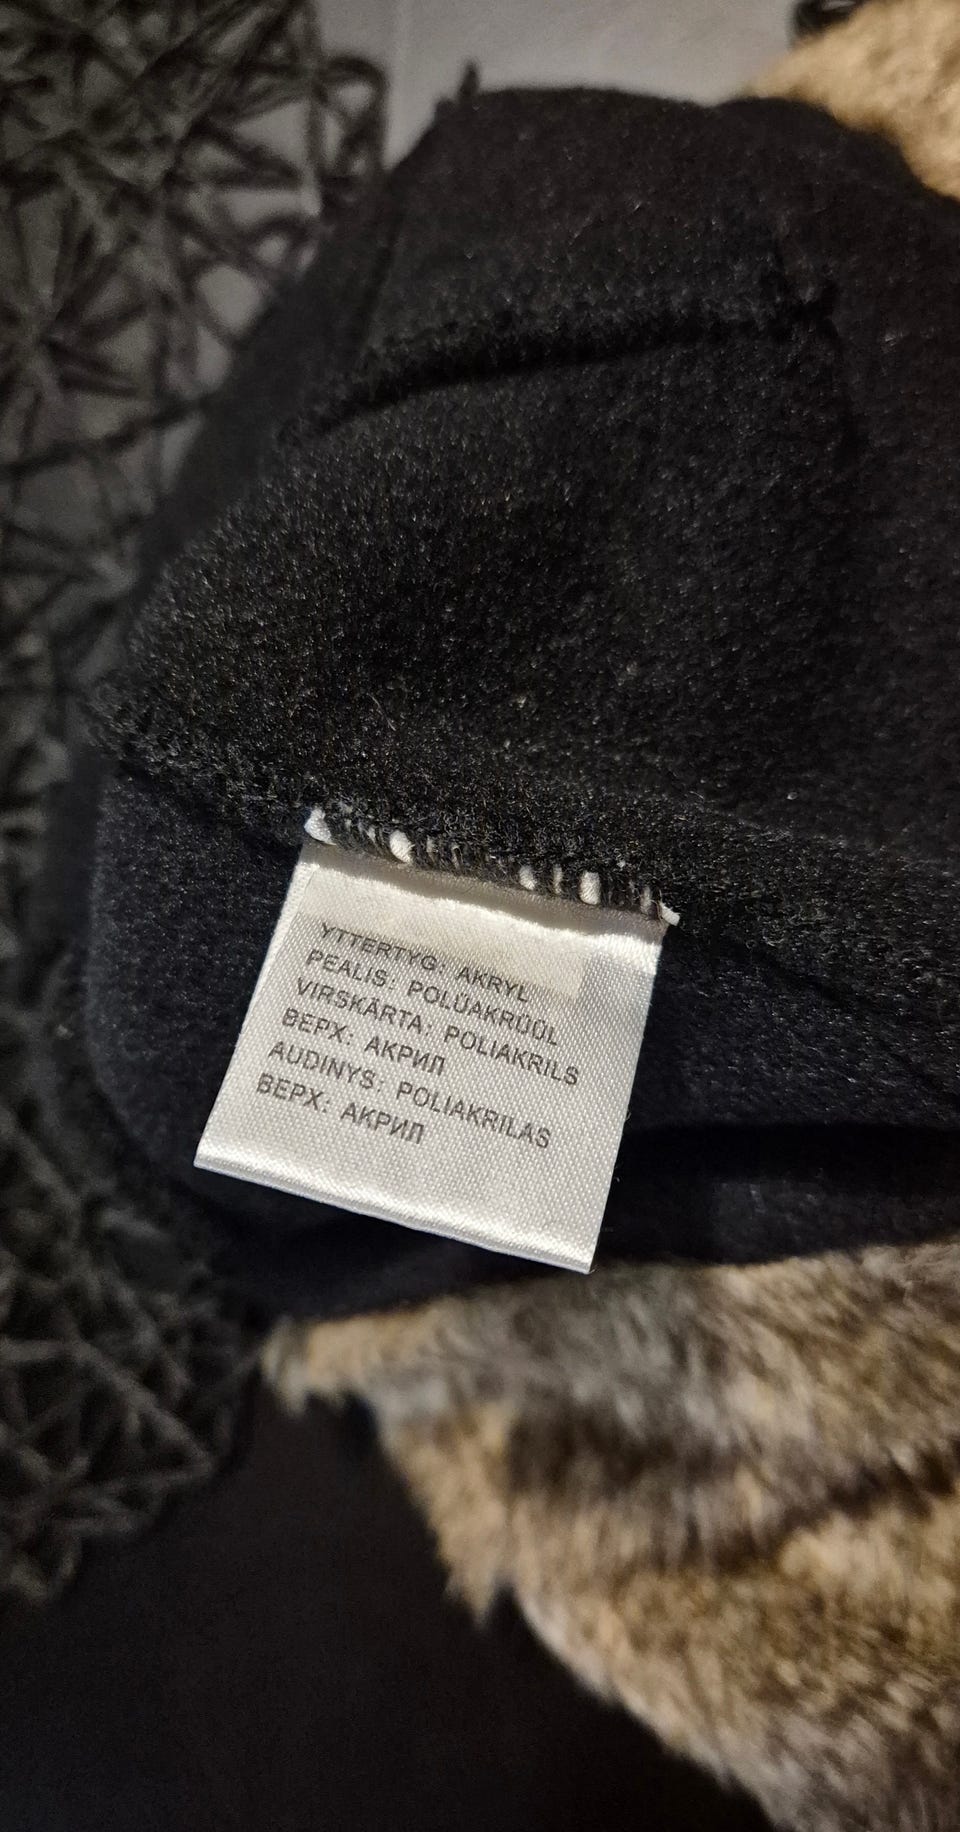 YTTERTYG: AKRYL
PEALIS: POLÜAKRÜÜL
VIRSKĀRTA: POLIAKRILS
ВЕРХ: АКРИЛ
AUDINYS: POLIAKRILAS
ВЕРХ: АКРИЛ